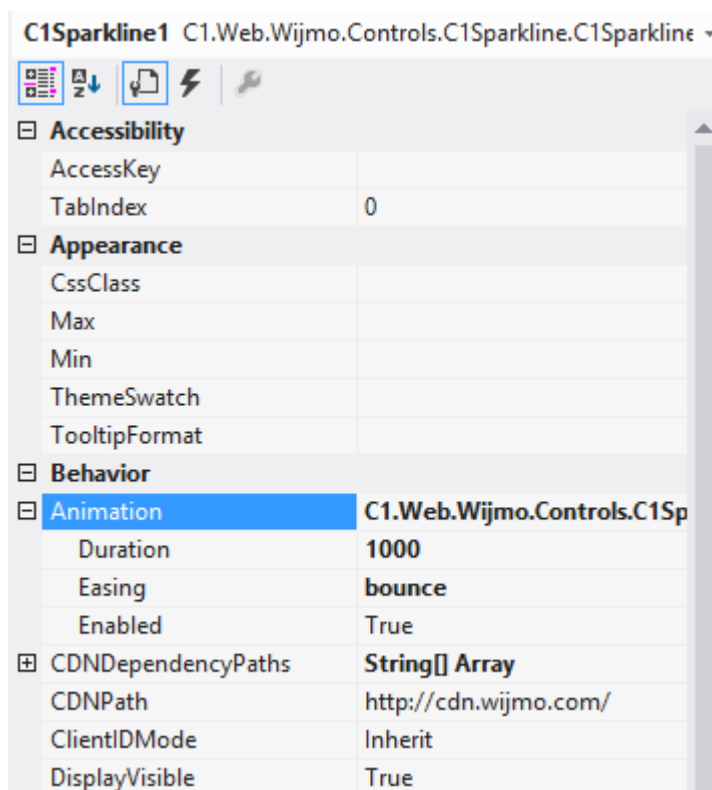 C1Sparkline1 C1.Web.Wijmo.Controls.C1Sparkline.C1Sparkline
Accessibility
AccessKey
TabIndex 0
Appearance
CssClass
Max
Min
ThemeSwatch
TooltipFormat
Behavior
Animation C1.Web.Wijmo.Controls.C1Sp
Duration 1000
Easing bounce
Enabled True
CDNDependencyPaths String[] Array
CDNPath http://cdn.wijmo.com/
ClientIDMode Inherit
DisplayVisible True